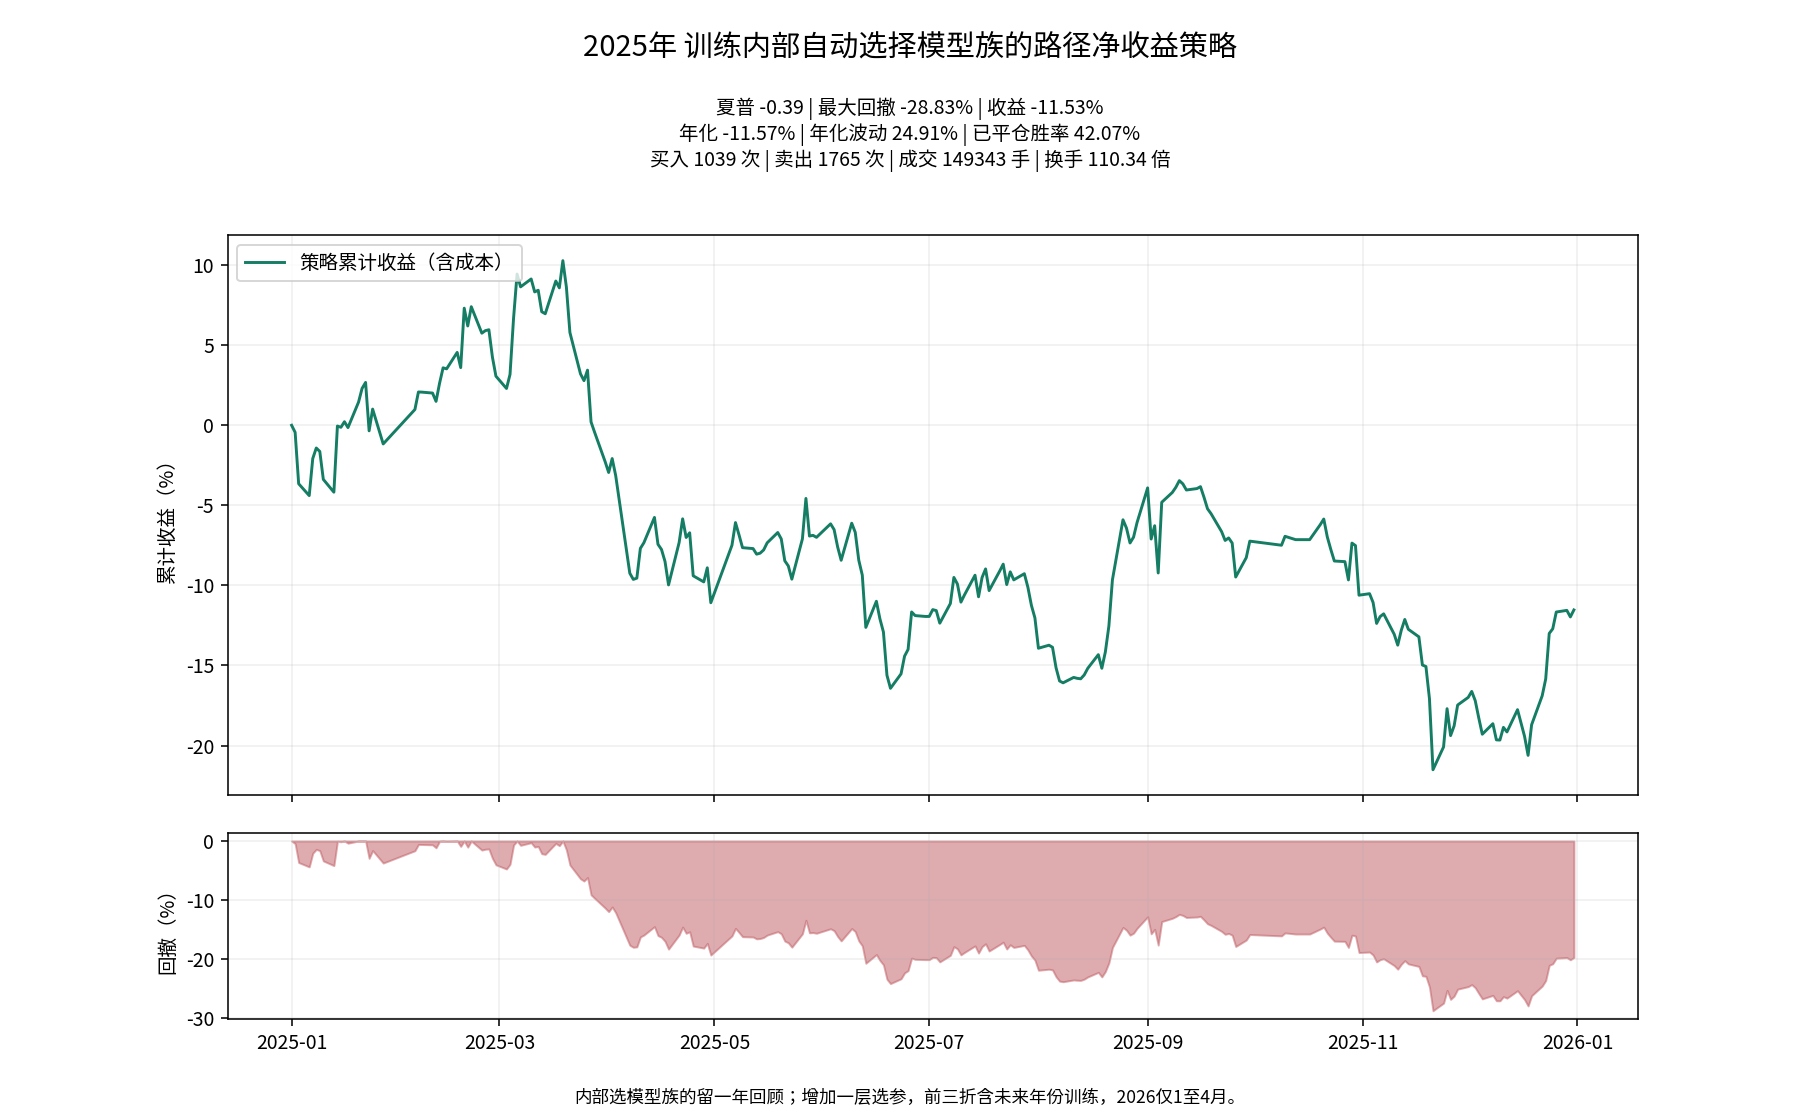 2025年 训练内部自动选择模型族的路径净收益策略
夏普 -0.39 | 最大回撤 -28.83% | 收益 -11.53%
年化 -11.57% | 年化波动 24.91% | 已平仓胜率 42.07%
买入 1039 次 | 卖出 1765 次 | 成交 149343 手 | 换手 110.34 倍
策略累计收益（含成本）
累计收益（%）
10
5
0
-5
-10
-15
-20
回撤（%）
0
-10
-20
-30
2025-01
2025-03
2025-05
2025-07
2025-09
2025-11
2026-01
内部选模型族的留一年回顾；增加一层选参，前三折含未来年份训练，2026仅1至4月。